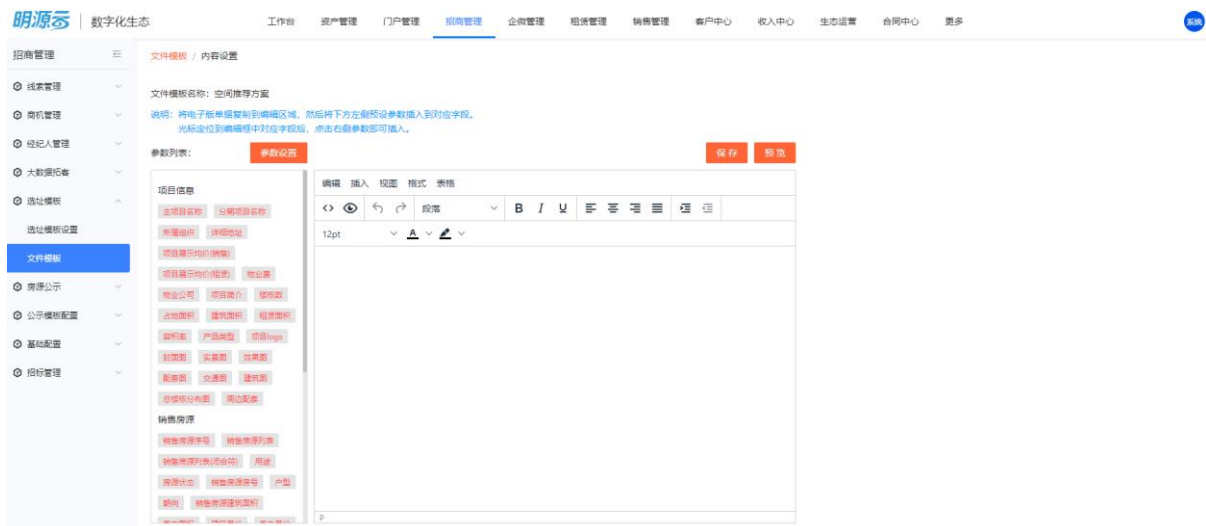 明源云 数字化生态 工作台 资产管理 门户管理 招商管理 企微管理 租赁管理 销售管理 客户中心 收入中心 生态运营 合同中心 更多 系统
招商管理
线索管理
商机管理
经纪人管理
大数据拓客
选址模板
选址模板设置
文件模板
房源公示
公示模板配置
基础配置
招标管理
文件模板 / 内容设置
文件模板名称：空间推荐方案
说明：将电子版单据复制到编辑区域，然后将下方左侧预设参数插入到对应字段。
光标定位到编辑框中对应字段后，点击右侧参数即可插入。
参数列表： 参数设置 保存 预览
项目信息
主项目名称 分期项目名称
所属组织 详细地址
项目展示均价(销售)
项目展示均价(租赁) 物业费
物业公司 项目简介 楼栋数
占地面积 建筑面积 租赁面积
容积率 产品类型 项目logo
封面图 实景图 效果图
配套图 交通图 建筑图
总楼栋分布图 周边配套
销售房源
销售房源序号 销售房源列表
销售房源列表(闭合符) 用途
房源状态 销售房源房号 户型
朝向 销售房源建筑面积
编辑 插入 视图 格式 表格
段落 B I U
12pt A
p